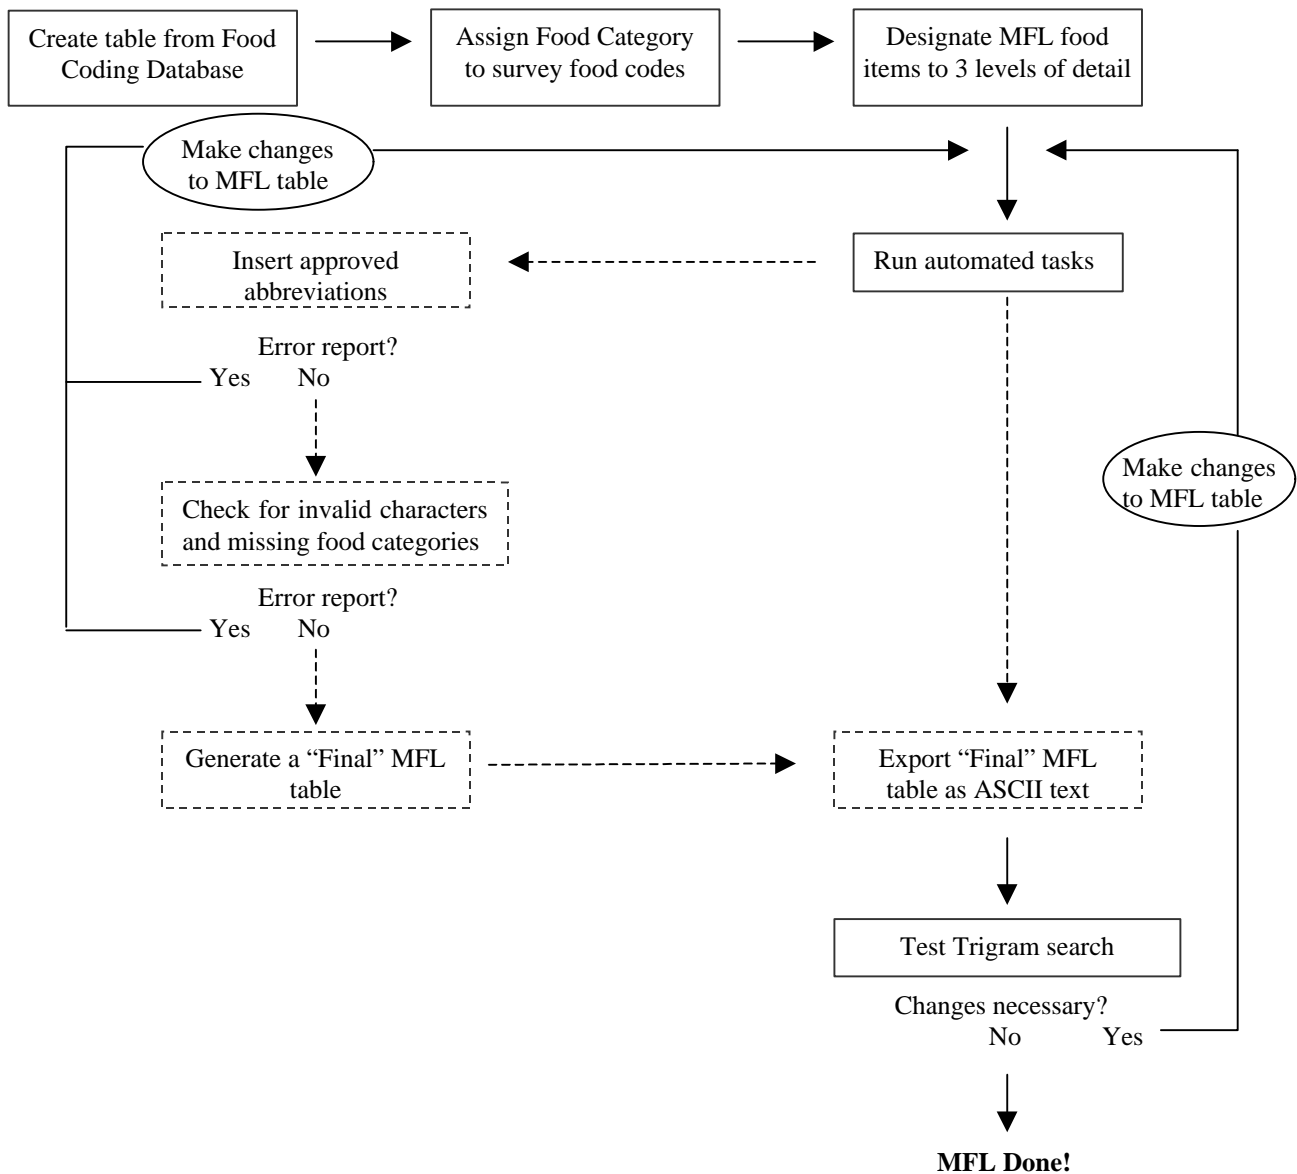 Create table from Food
Coding Database
Assign Food Category
to survey food codes
Designate MFL food
items to 3 levels of detail
Make changes
to MFL table
Insert approved
abbreviations
Run automated tasks
Error report?
Yes No
Check for invalid characters
and missing food categories
Make changes
to MFL table
Error report?
Yes No
Generate a “Final” MFL
table
Export “Final” MFL
table as ASCII text
Test Trigram search
Changes necessary?
No Yes
MFL Done!